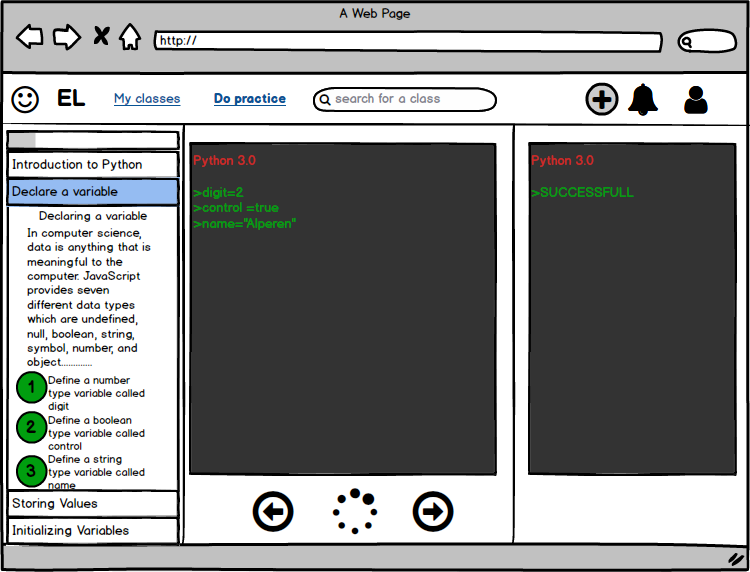 A Web Page
http://
EL
My classes
Do practice
search for a class
Introduction to Python
Declare a variable
Declaring a variable
In computer science,
data is anything that is
meaningful to the
computer. JavaScript
provides seven
different data types
which are undefined,
null, boolean, string,
symbol, number, and
object.............
1
Define a number
type variable called
digit
2
Define a boolean
type variable called
control
3
Define a string
type variable called
name
Storing Values
Initializing Variables
Python 3.0
>digit=2
>control =true
>name="Alperen"
Python 3.0
>SUCCESSFULL